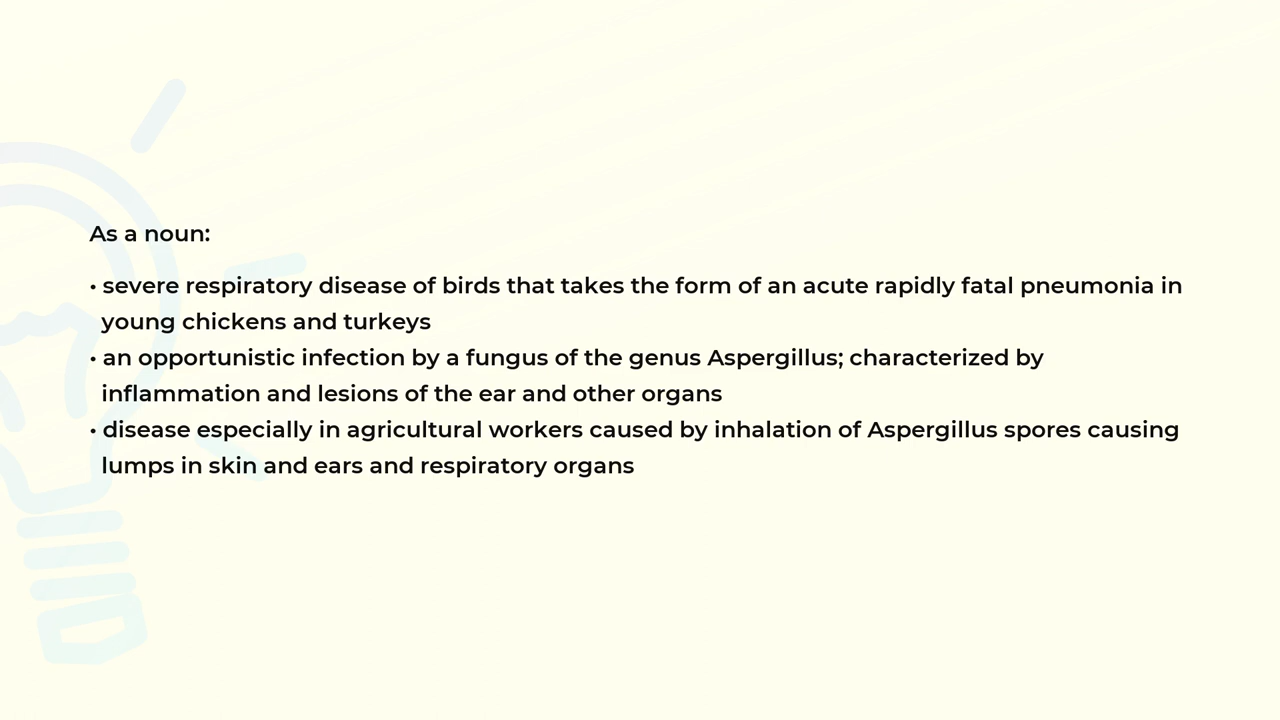 As a noun:
• severe respiratory disease of birds that takes the form of an acute rapidly fatal pneumonia in
young chickens and turkeys
• an opportunistic infection by a fungus of the genus Aspergillus; characterized by
inflammation and lesions of the ear and other organs
• disease especially in agricultural workers caused by inhalation of Aspergillus spores causing
lumps in skin and ears and respiratory organs